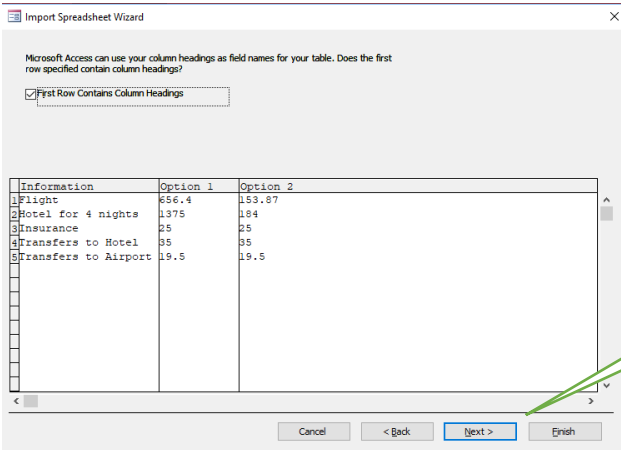 Import Spreadsheet Wizard
Microsoft Access can use your column headings as field names for your table. Does the first
row specified contain column headings?
First Row Contains Column Headings
Information Option 1 Option 2
1 Flight 656.4 153.87
2 Hotel for 4 nights 1375 184
3 Insurance 25 25
4 Transfers to Hotel 35 35
5 Transfers to Airport 19.5 19.5
Cancel < Back Next > Finish